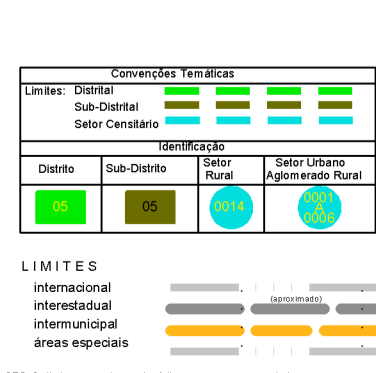 Convenções Temáticas
Limites: Distrital
Sub-Distrital
Setor Censitário
Identificação
Distrito
Sub-Distrito
Setor
Rural
Setor Urbano
Aglomerado Rural
05
05
0014
0001
A
0006
LIMITES
internacional
interestadual
(aproximado)
intermunicipal
áreas especiais